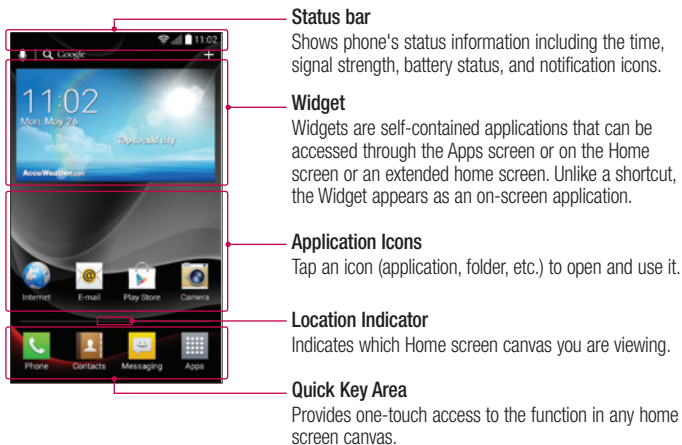 11:02
Google
11:02
Mon, May 26
Tap to add city
AccuWeather.com
Internet E-mail Play Store Camera
Phone Contacts Messaging Apps
Status bar
Shows phone's status information including the time,
signal strength, battery status, and notification icons.
Widget
Widgets are self-contained applications that can be
accessed through the Apps screen or on the Home
screen or an extended home screen. Unlike a shortcut,
the Widget appears as an on-screen application.
Application Icons
Tap an icon (application, folder, etc.) to open and use it.
Location Indicator
Indicates which Home screen canvas you are viewing.
Quick Key Area
Provides one-touch access to the function in any home
screen canvas.